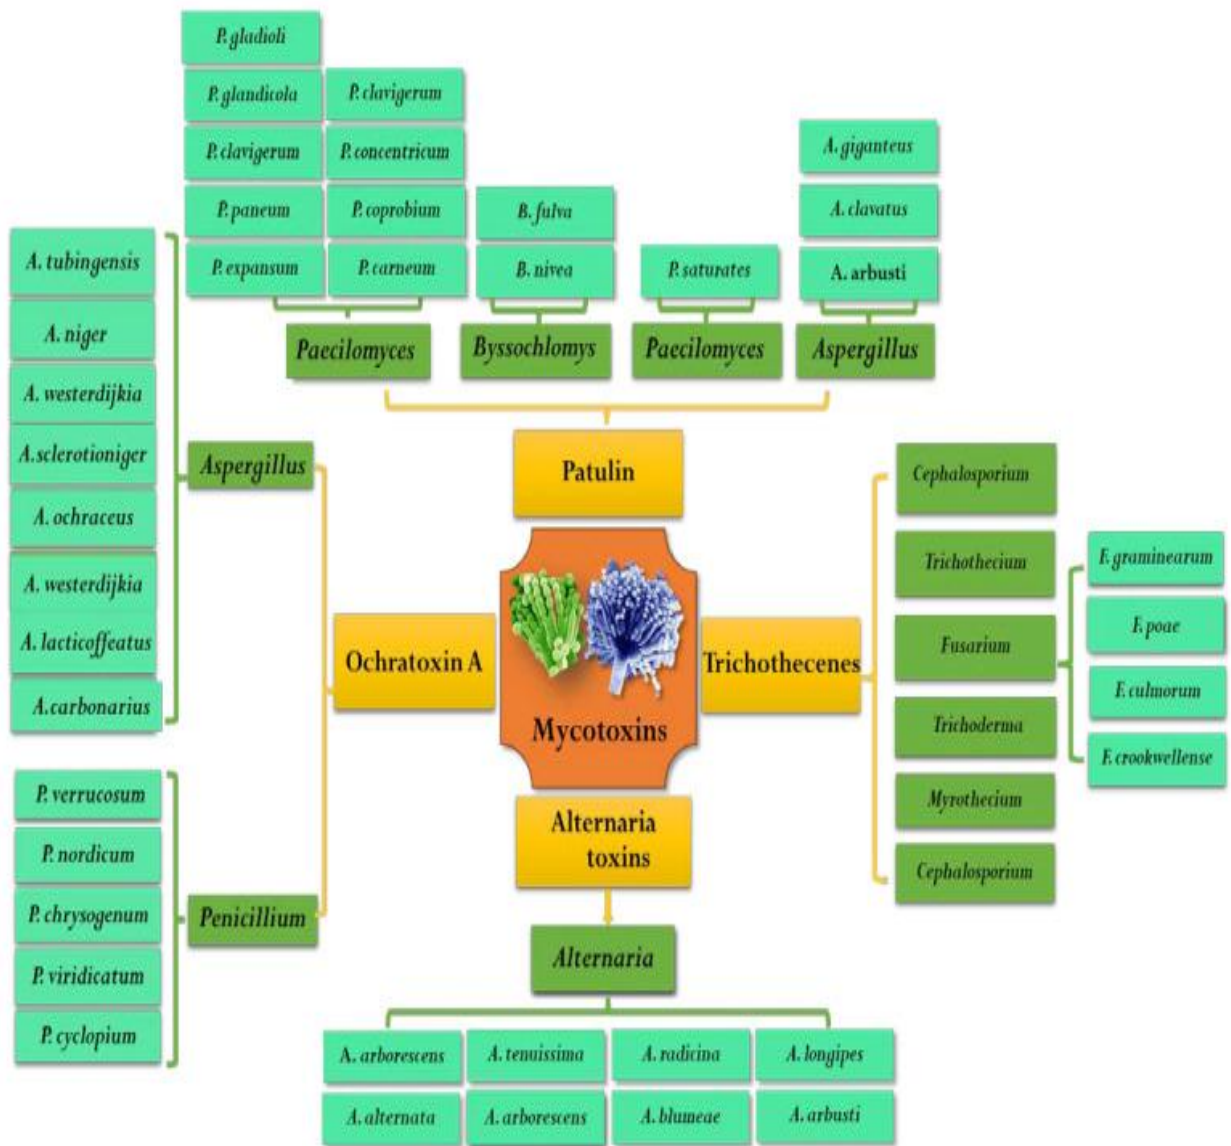 P. gladioli
P. glandicola
P. clavigerum
P. clavigerum
P. concentricum
P. paneum
P. coprobium
P. expansum
P. carneum
B. fulva
B. nivea
P. saturates
A. giganteus
A. clavatus
A. arbusti
Paecilomyces
Byssochlomys
Paecilomyces
Aspergillus
Patulin
A. tubingensis
A. niger
A. westerdijkia
A.sclerotioniger
A. ochraceus
A. westerdijkia
A. lacticoffeatus
A.carbonarius
Aspergillus
Ochratoxin A
P. verrucosum
P. nordicum
P. chrysogenum
P. viridicatum
P. cyclopium
Penicillium
Mycotoxins
Trichothecenes
Cephalosporium
Trichothecium
Fusarium
Trichoderma
Myrothecium
Cephalosporium
F. graminearum
F. poae
F. culmorum
F. crookwellense
Alternaria
toxins
Alternaria
A. arborescens
A. tenuissima
A. radicina
A. longipes
A. alternata
A. arborescens
A. blumeae
A. arbusti